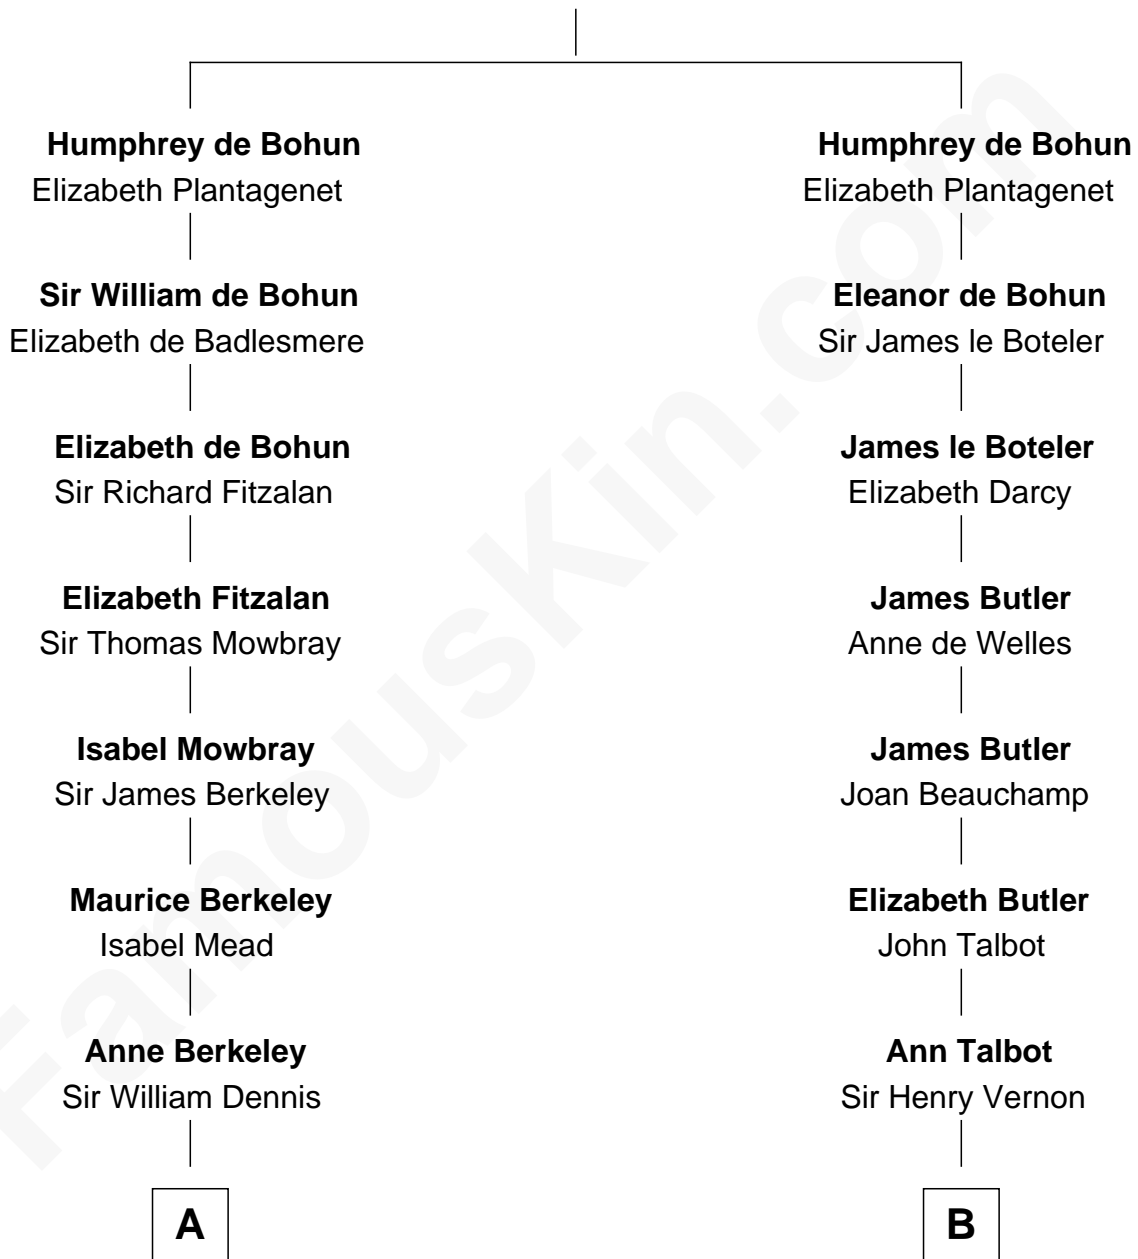 Humphrey de Bohun
Elizabeth Plantagenet
Sir William de Bohun
Elizabeth de Badlesmere
Elizabeth de Bohun
Sir Richard Fitzalan
Elizabeth Fitzalan
Sir Thomas Mowbray
Isabel Mowbray
Sir James Berkeley
Maurice Berkeley
Isabel Mead
Anne Berkeley
Sir William Dennis
A
Humphrey de Bohun
Elizabeth Plantagenet
Eleanor de Bohun
Sir James le Boteler
James le Boteler
Elizabeth Darcy
James Butler
Anne de Welles
James Butler
Joan Beauchamp
Elizabeth Butler
John Talbot
Ann Talbot
Sir Henry Vernon
B
FamousKin.com